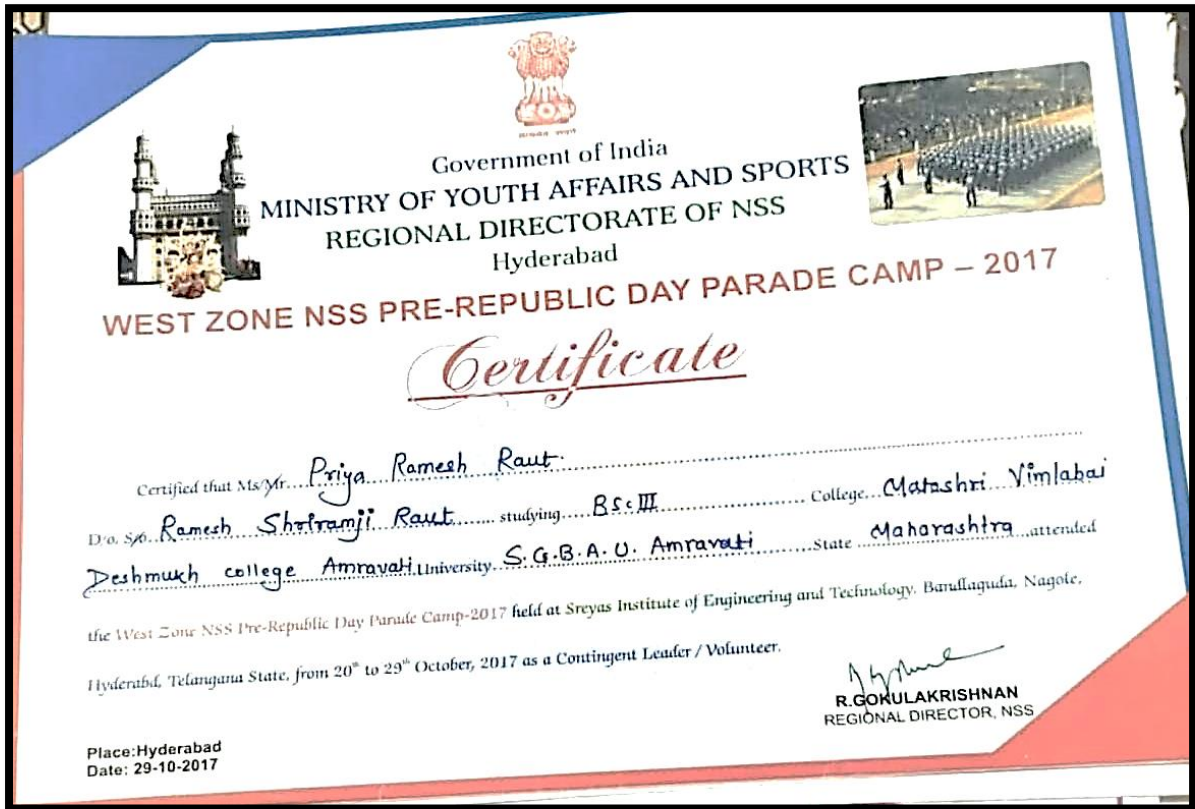 Government of India
MINISTRY OF YOUTH AFFAIRS AND SPORTS
REGIONAL DIRECTORATE OF NSS
Hyderabad
WEST ZONE NSS PRE-REPUBLIC DAY PARADE CAMP – 2017
Certificate
Certified that Ms/Mr. Priya Ramesh Raut.
D/o. S/o. Ramesh Shriramji Raut studying BSc III College Matashri Vimlabai
Deshmukh college Amravati University S.G.B.A.U. Amravati State Maharashtra attended
the West Zone NSS Pre-Republic Day Parade Camp-2017 held at Sreyas Institute of Engineering and Technology, Bandlaguda, Nagole,
Hyderabd, Telangana State, from 20th to 29th October, 2017 as a Contingent Leader / Volunteer.
R.GOKULAKRISHNAN
REGIONAL DIRECTOR, NSS
Place:Hyderabad
Date: 29-10-2017